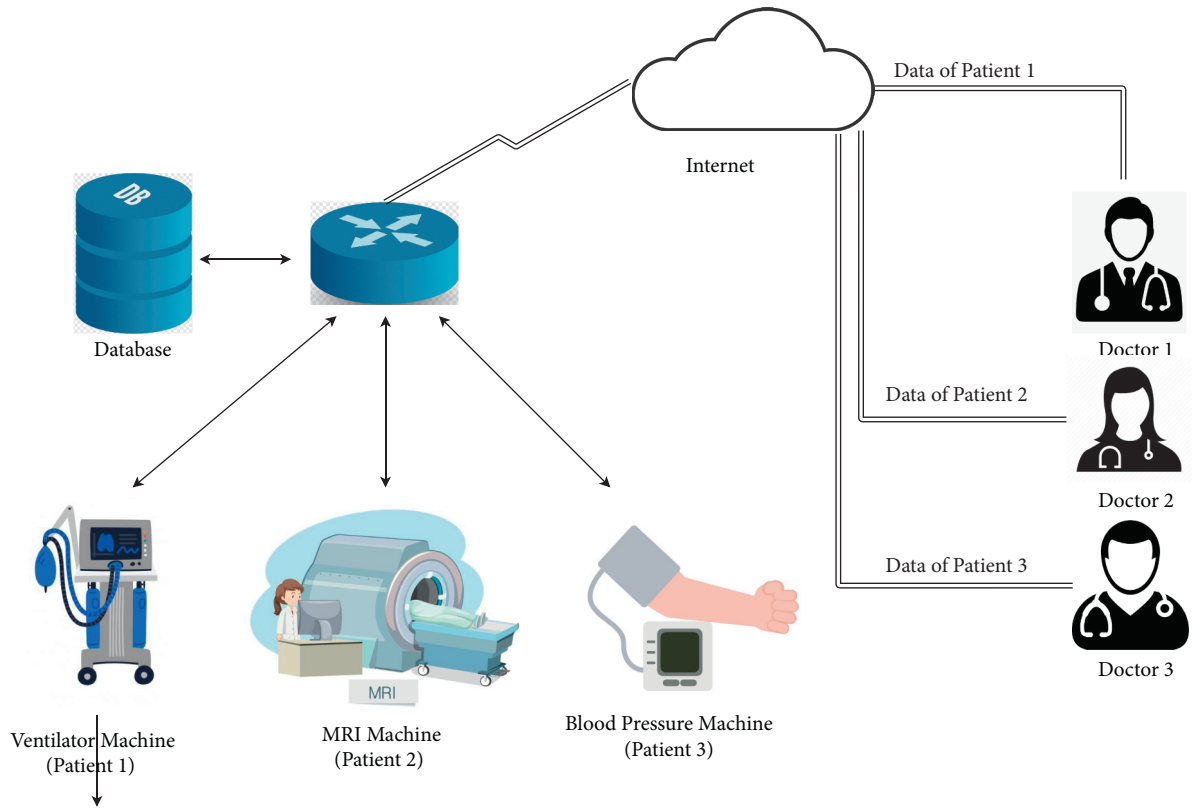 Data of Patient 1
Internet
DB
Database
Doctor 1
Data of Patient 2
Doctor 2
Data of Patient 3
Doctor 3
MRI
Ventilator Machine
(Patient 1)
MRI Machine
(Patient 2)
Blood Pressure Machine
(Patient 3)